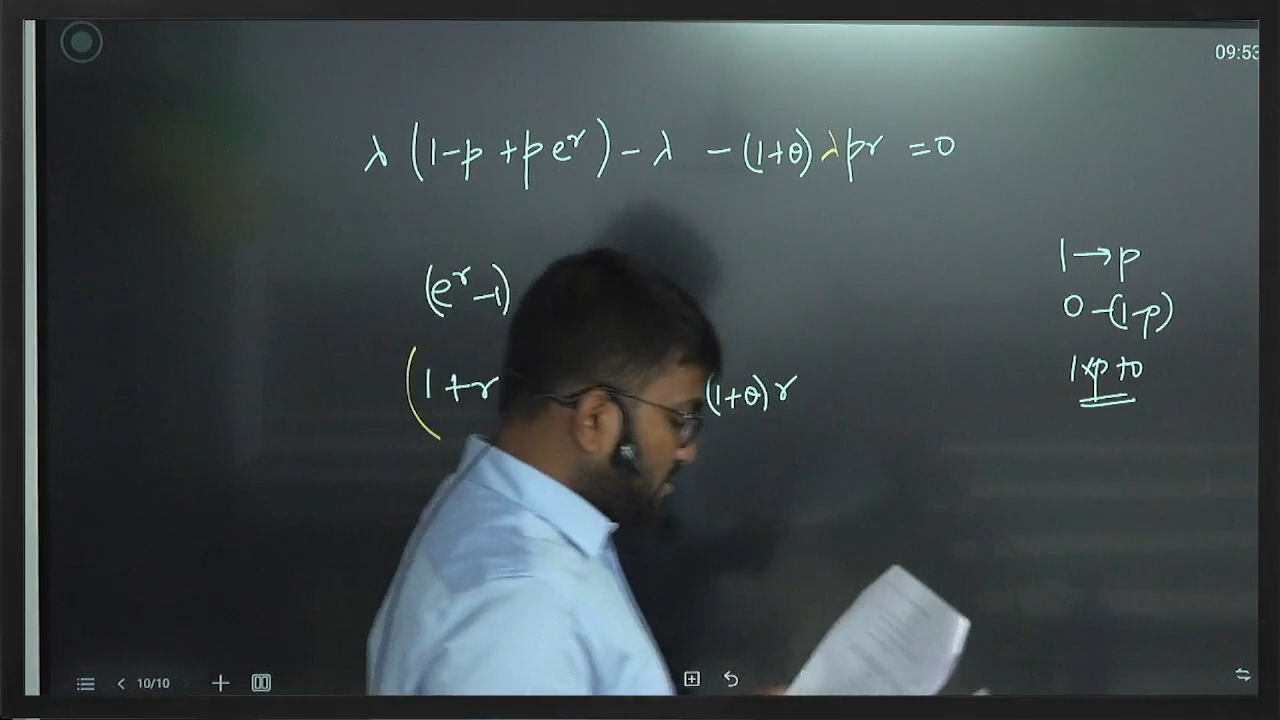 09:53
λ (1-p+pe^r) - λ - (1+θ) λpr = 0
1→p
(e^r-1)
0-(1-p)
1×p+0
(1+r
(1+θ)r
10/10